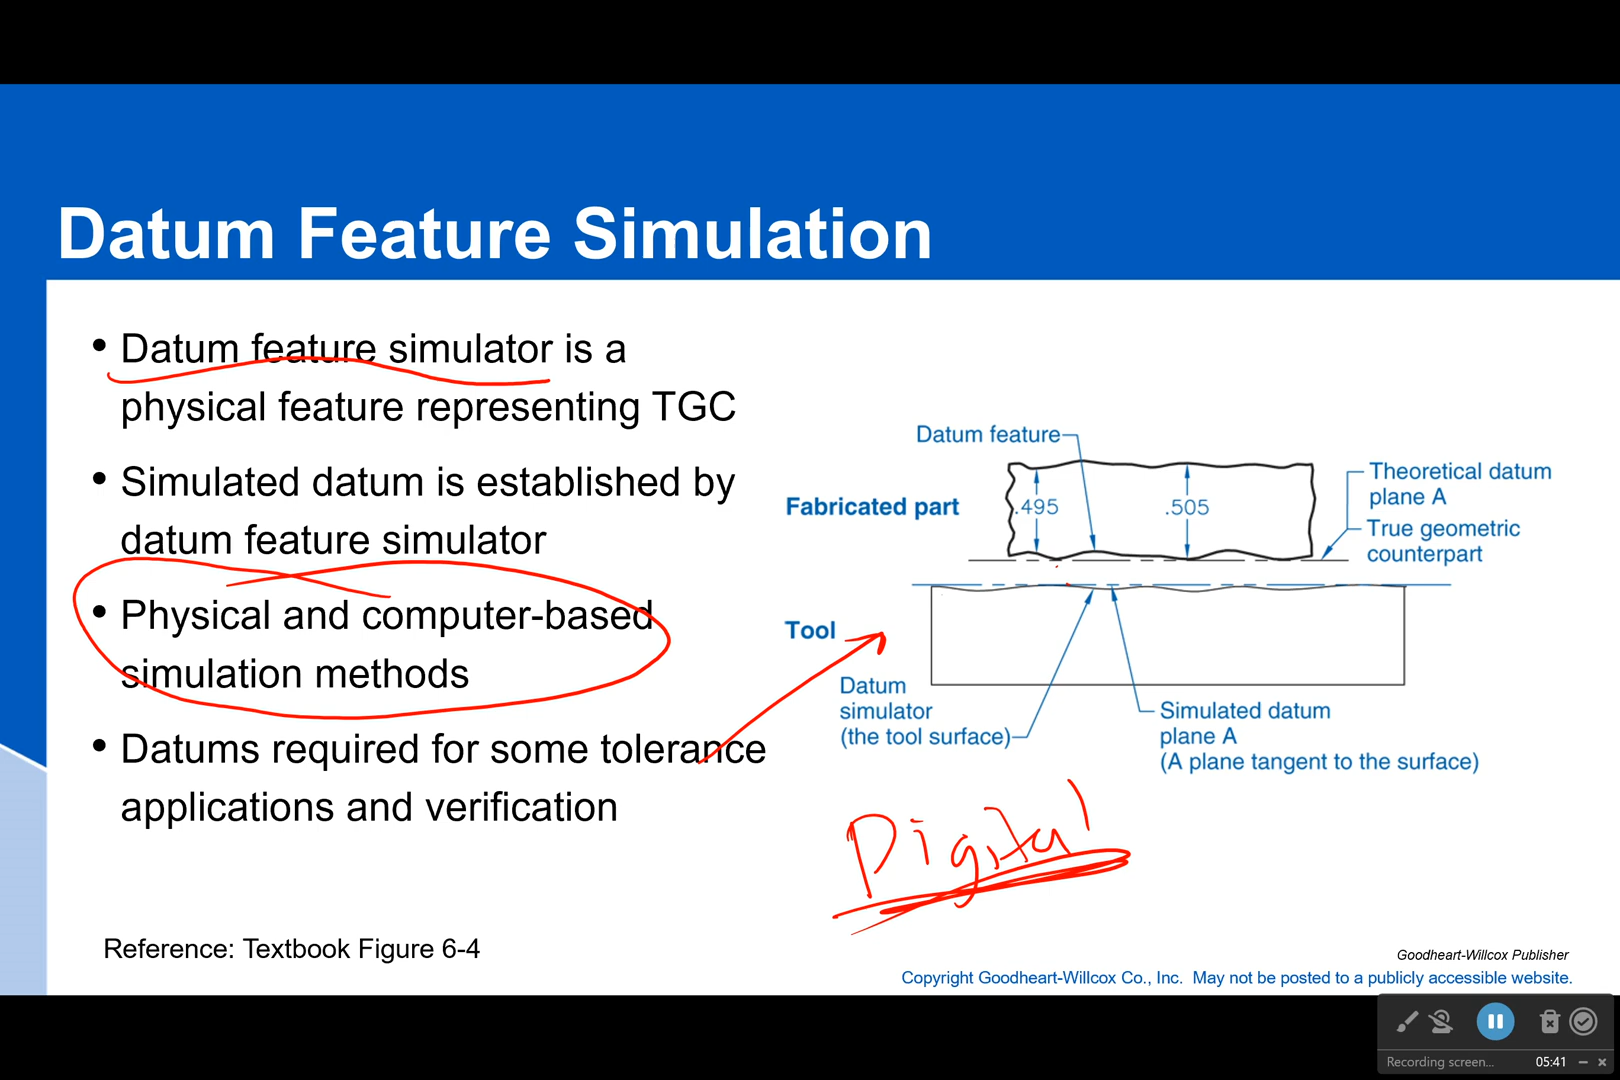 Datum Feature Simulation
• Datum feature simulator is a
physical feature representing TGC
• Simulated datum is established by
datum feature simulator
• Physical and computer-based
simulation methods
• Datums required for some tolerance
applications and verification
Reference: Textbook Figure 6-4
Datum feature
Fabricated part
.495
.505
Theoretical datum
plane A
True geometric
counterpart
Tool
Datum
simulator
(the tool surface)
Simulated datum
plane A
(A plane tangent to the surface)
Digital
Goodheart-Willcox Publisher
Copyright Goodheart-Willcox Co., Inc. May not be posted to a publicly accessible website.
Recording screen... 05:41